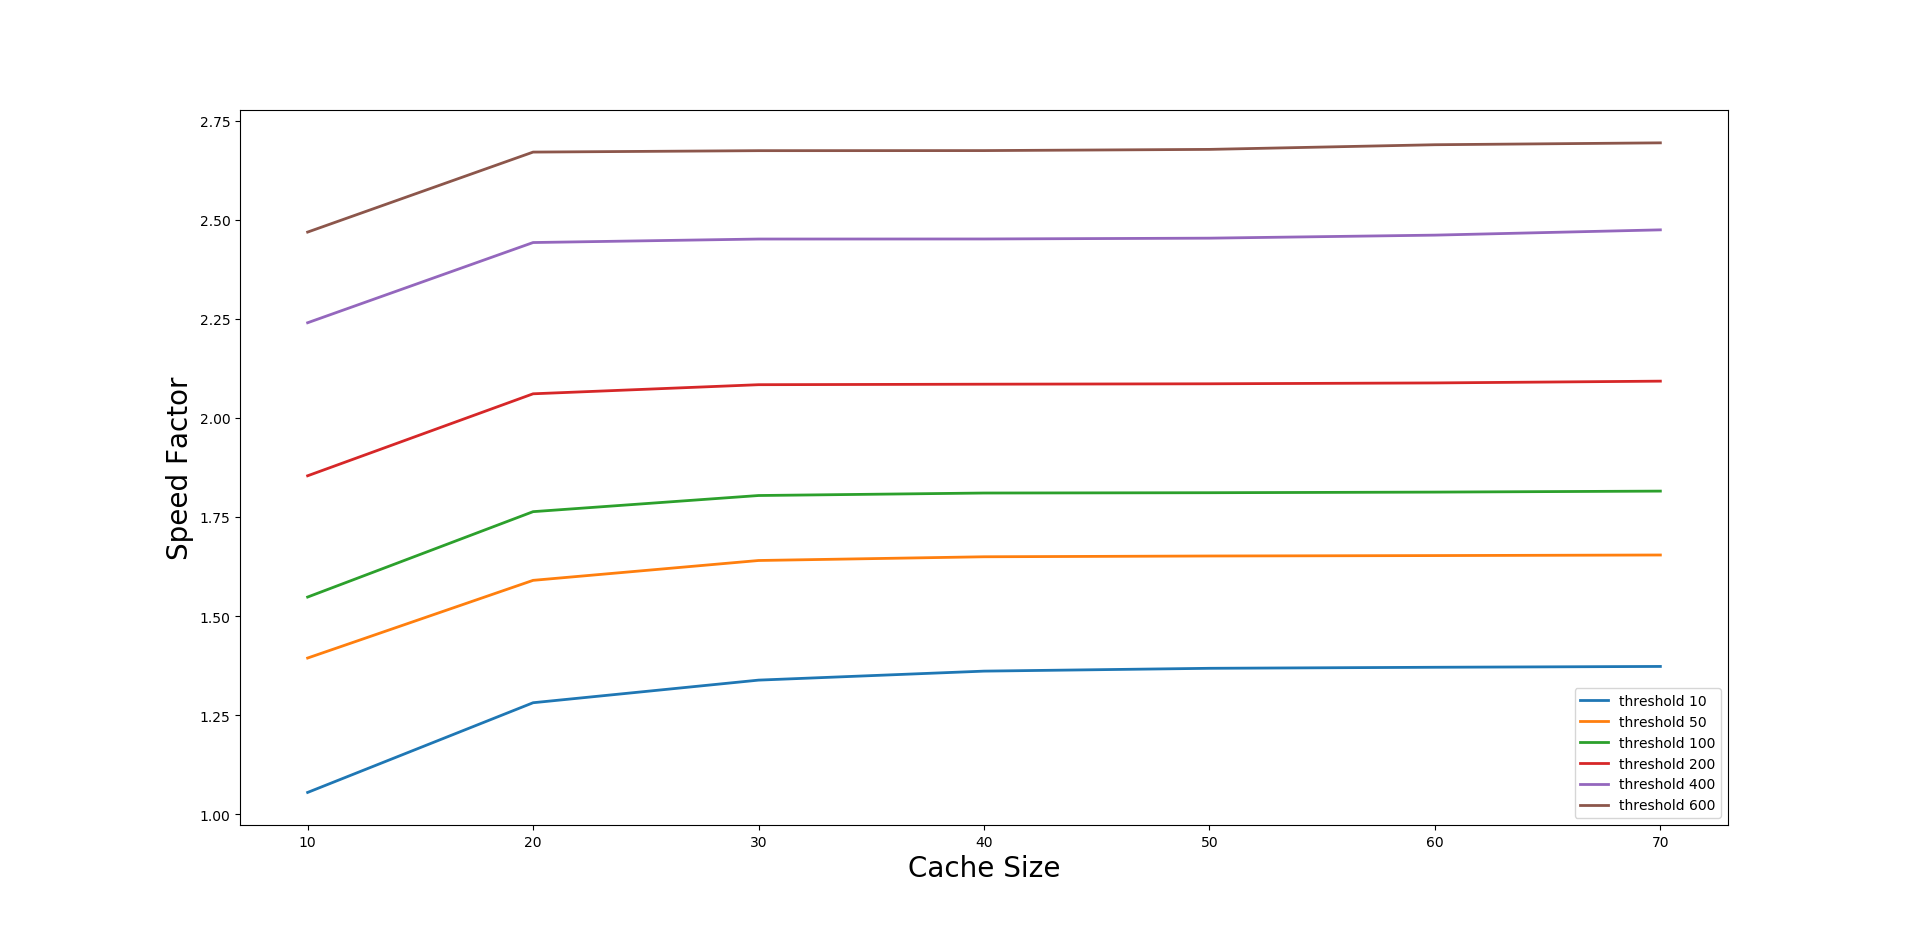 2.75
2.50
2.25
2.00
1.75
1.50
1.25
1.00
Speed Factor
10 20 30 40 50 60 70
Cache Size
threshold 10
threshold 50
threshold 100
threshold 200
threshold 400
threshold 600